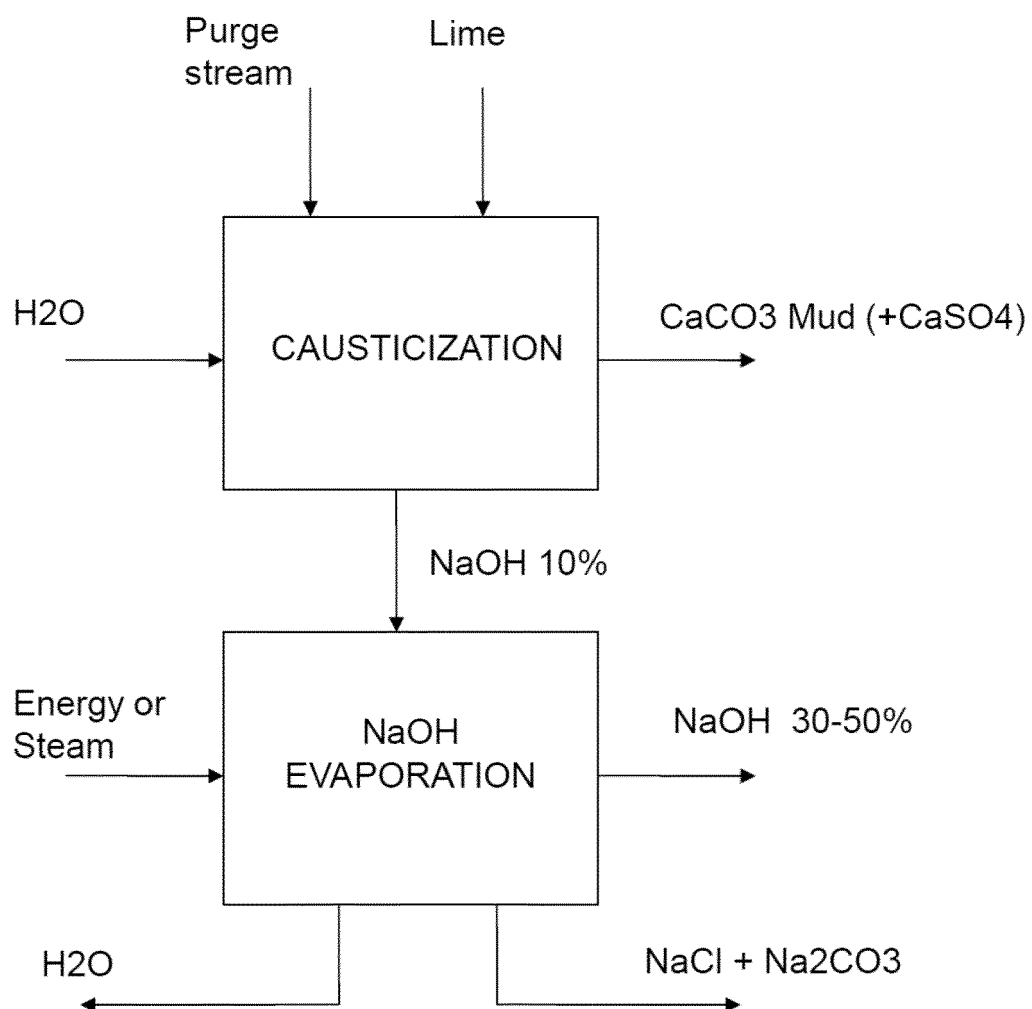 Purge
stream
Lime
H2O
CAUSTICIZATION
CaCO3 Mud (+CaSO4)
NaOH 10%
Energy or
Steam
NaOH
EVAPORATION
NaOH 30-50%
H2O
NaCl + Na2CO3